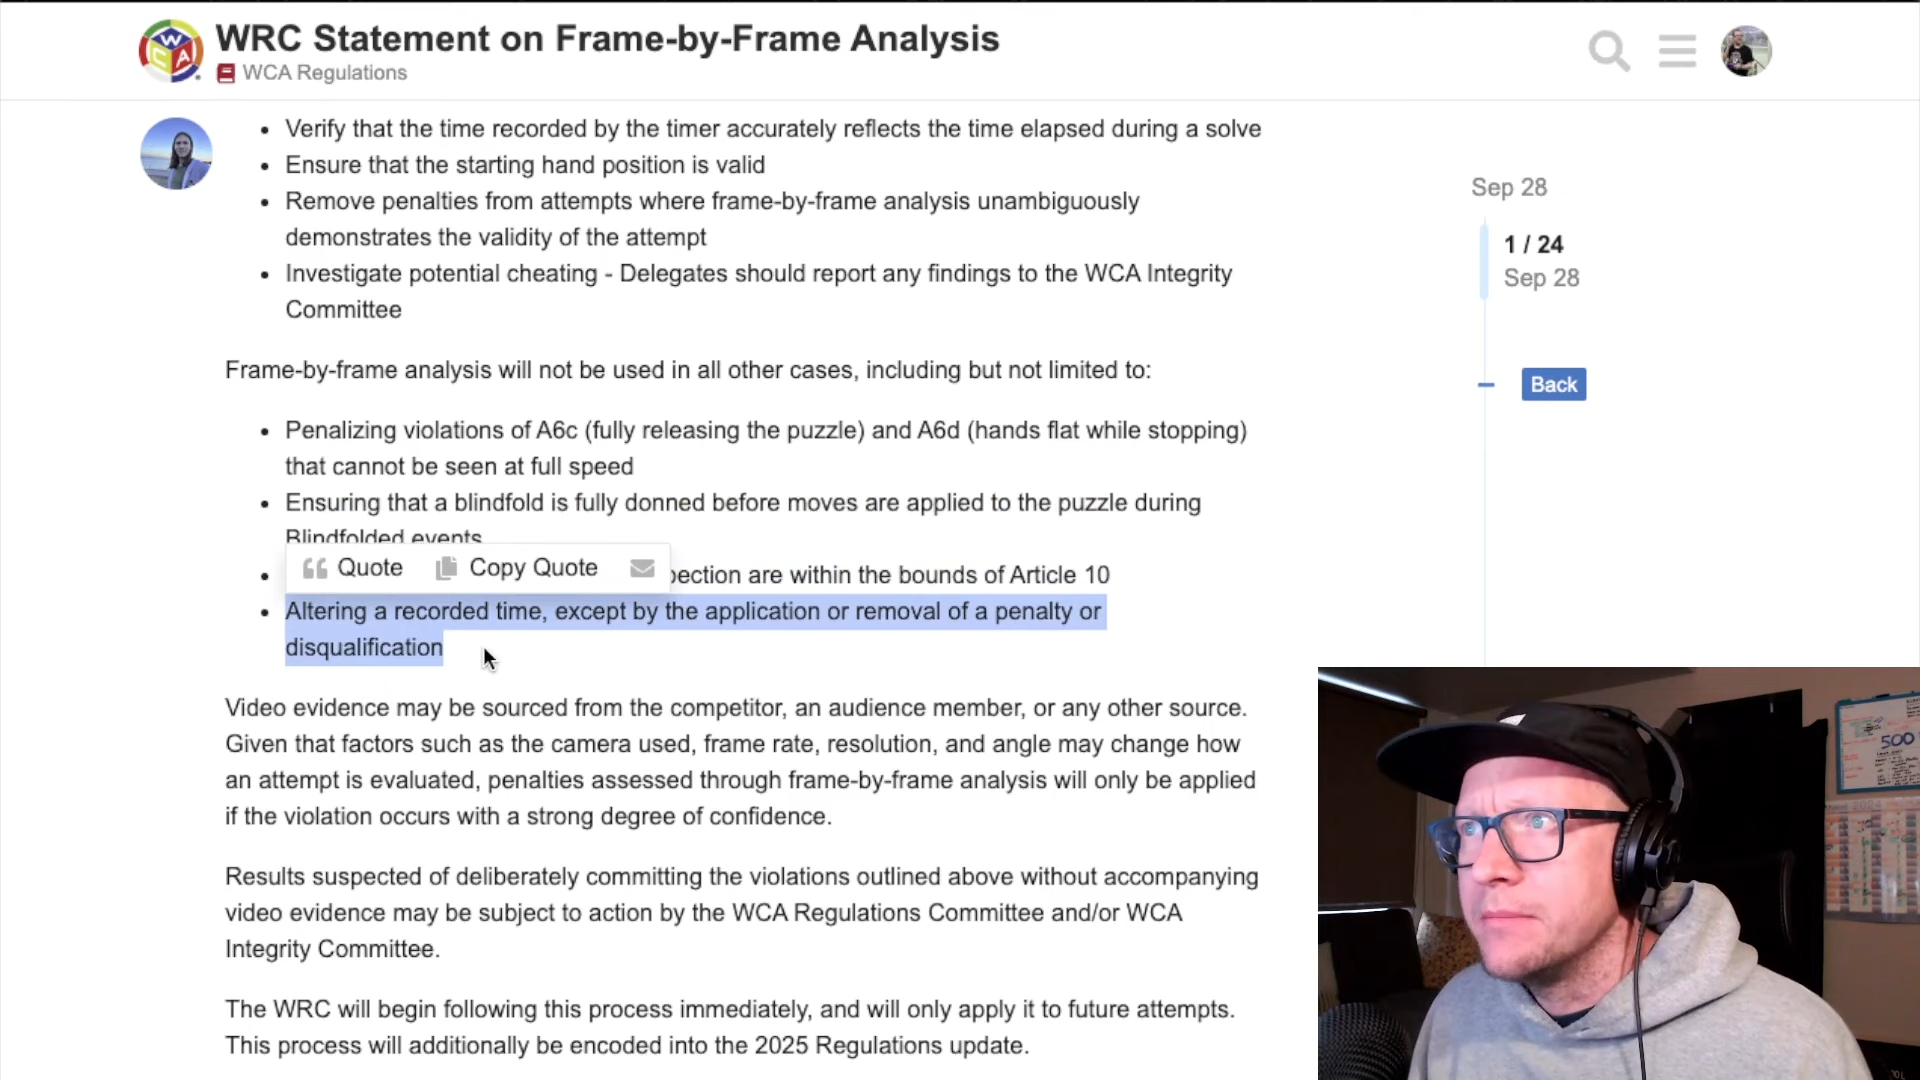 WRC Statement on Frame-by-Frame Analysis
WCA Regulations
Verify that the time recorded by the timer accurately reflects the time elapsed during a solve
Ensure that the starting hand position is valid
Remove penalties from attempts where frame-by-frame analysis unambiguously
demonstrates the validity of the attempt
Investigate potential cheating - Delegates should report any findings to the WCA Integrity
Committee
Frame-by-frame analysis will not be used in all other cases, including but not limited to:
Penalizing violations of A6c (fully releasing the puzzle) and A6d (hands flat while stopping)
that cannot be seen at full speed
Ensuring that a blindfold is fully donned before moves are applied to the puzzle during
Blindfolded events
Quote Copy Quote
pection are within the bounds of Article 10
Altering a recorded time, except by the application or removal of a penalty or
disqualification
Video evidence may be sourced from the competitor, an audience member, or any other source.
Given that factors such as the camera used, frame rate, resolution, and angle may change how
an attempt is evaluated, penalties assessed through frame-by-frame analysis will only be applied
if the violation occurs with a strong degree of confidence.
Results suspected of deliberately committing the violations outlined above without accompanying
video evidence may be subject to action by the WCA Regulations Committee and/or WCA
Integrity Committee.
The WRC will begin following this process immediately, and will only apply it to future attempts.
This process will additionally be encoded into the 2025 Regulations update.
Sep 28
1 / 24
Sep 28
Back
500